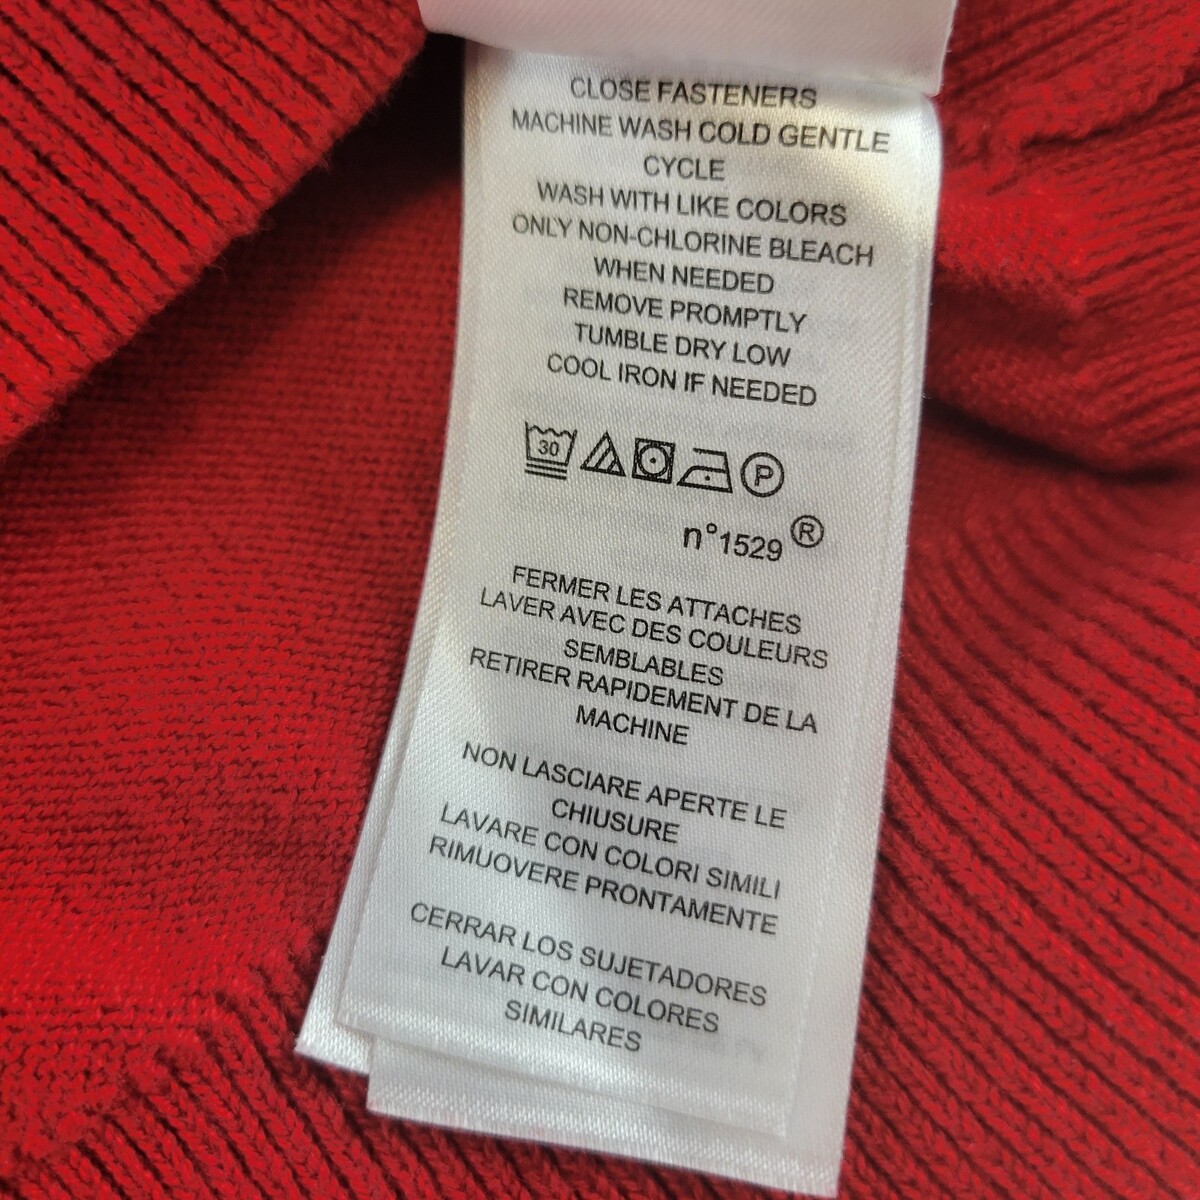 CLOSE FASTENERS
MACHINE WASH COLD GENTLE
CYCLE
WASH WITH LIKE COLORS
ONLY NON-CHLORINE BLEACH
WHEN NEEDED
REMOVE PROMPTLY
TUMBLE DRY LOW
COOL IRON IF NEEDED
30 P
n°1529 ®
FERMER LES ATTACHES
LAVER AVEC DES COULEURS
SEMBLABLES
RETIRER RAPIDEMENT DE LA
MACHINE
NON LASCIARE APERTE LE
CHIUSURE
LAVARE CON COLORI SIMILI
RIMUOVERE PRONTAMENTE
CERRAR LOS SUJETADORES
LAVAR CON COLORES
SIMILARES